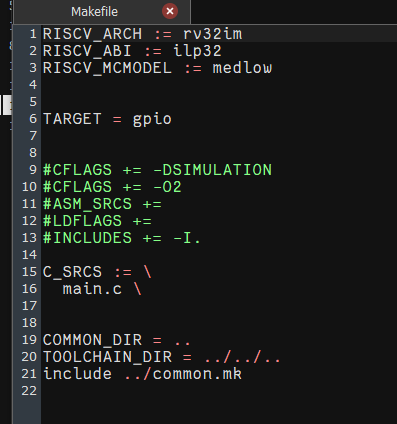 Makefile
1 RISCV_ARCH := rv32im
2 RISCV_ABI := ilp32
3 RISCV_MCMODEL := medlow
4
5
6 TARGET = gpio
7
8
9 #CFLAGS += -DSIMULATION
10 #CFLAGS += -O2
11 #ASM_SRCS +=
12 #LDFLAGS +=
13 #INCLUDES += -I.
14
15 C_SRCS := \
16   main.c \
17
18
19 COMMON_DIR = ..
20 TOOLCHAIN_DIR = ../../..
21 include ../common.mk
22